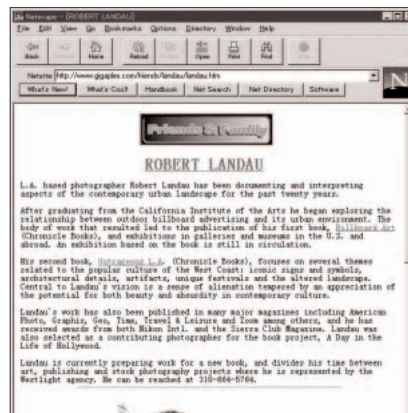 Netscape - [ROBERT LANDAU]
File Edit View Go Bookmarks Options Directory Window Help
Back Home Reload Open Print Find
Netsite: http://www.gigaplex.com/friends/landau/landau.htm
What's New! What's Cool! Handbook Net Search Net Directory Software
N
Friends & Family
ROBERT LANDAU
L.A. based photographer Robert Landau has been documenting and interpreting
aspects of the contemporary urban landscape for the past twenty years.
After graduating from the California Institute of the Arts he began exploring the
relationship between outdoor billboard advertising and its urban environment. The
body of work that resulted led to the publication of his first book, Billboard Art
(Chronicle Books), and exhibitions in galleries and museums in the U.S. and
abroad. An exhibition based on the book is still in circulation.
His second book, Outrageous L.A. (Chronicle Books), focuses on several themes
related to the popular culture of the West Coast: iconic signs and symbols,
architectural details, artifacts, unique festivals and the altered landscape.
Central to Landau's vision is a sense of alienation tempered by an appreciation of
the potential for both beauty and absurdity in contemporary culture.
Landau's work has also been published in many major magazines including American
Photo, Graphis, Geo, Time, Travel & Leisure and Zoom among others, and he has
received awards from both Nikon Intl. and the Sierra Club Magazine. Landau was
also selected as a contributing photographer for the book project, A Day in the
Life of Hollywood.
Landau is currently preparing work for a new book, and divides his time between
art, publishing and stock photography projects where he is represented by the
Westlight agency. He can be reached at 310-664-5764.